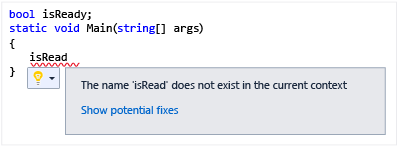 bool isReady;
static void Main(string[] args)
{
isRead
}
The name 'isRead' does not exist in the current context
Show potential fixes